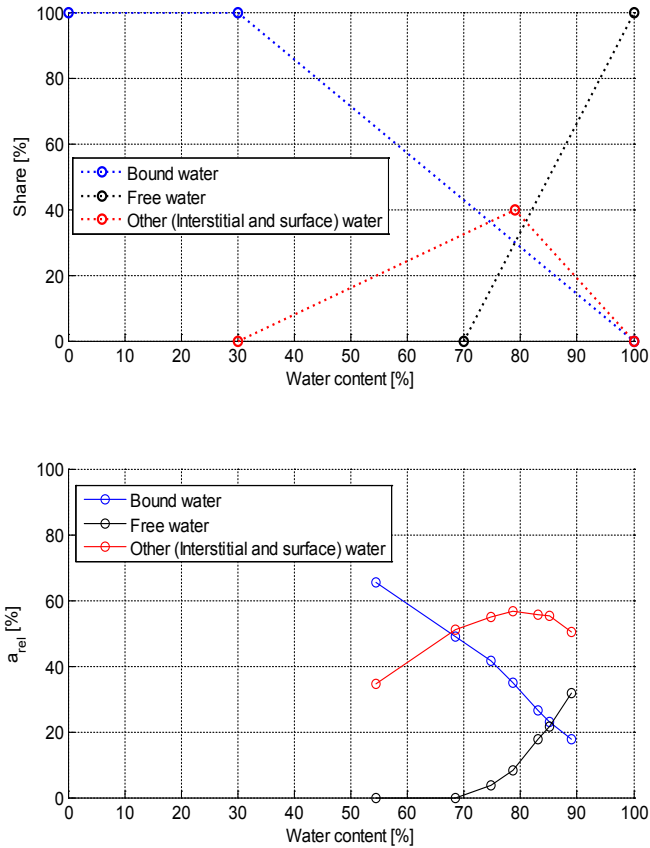 100
80
60
40
20
0
Share [%]
Bound water
Free water
Other (Interstitial and surface) water
0 10 20 30 40 50 60 70 80 90 100
Water content [%]
100
80
60
40
20
0
a_rel [%]
Bound water
Free water
Other (Interstitial and surface) water
0 10 20 30 40 50 60 70 80 90 100
Water content [%]